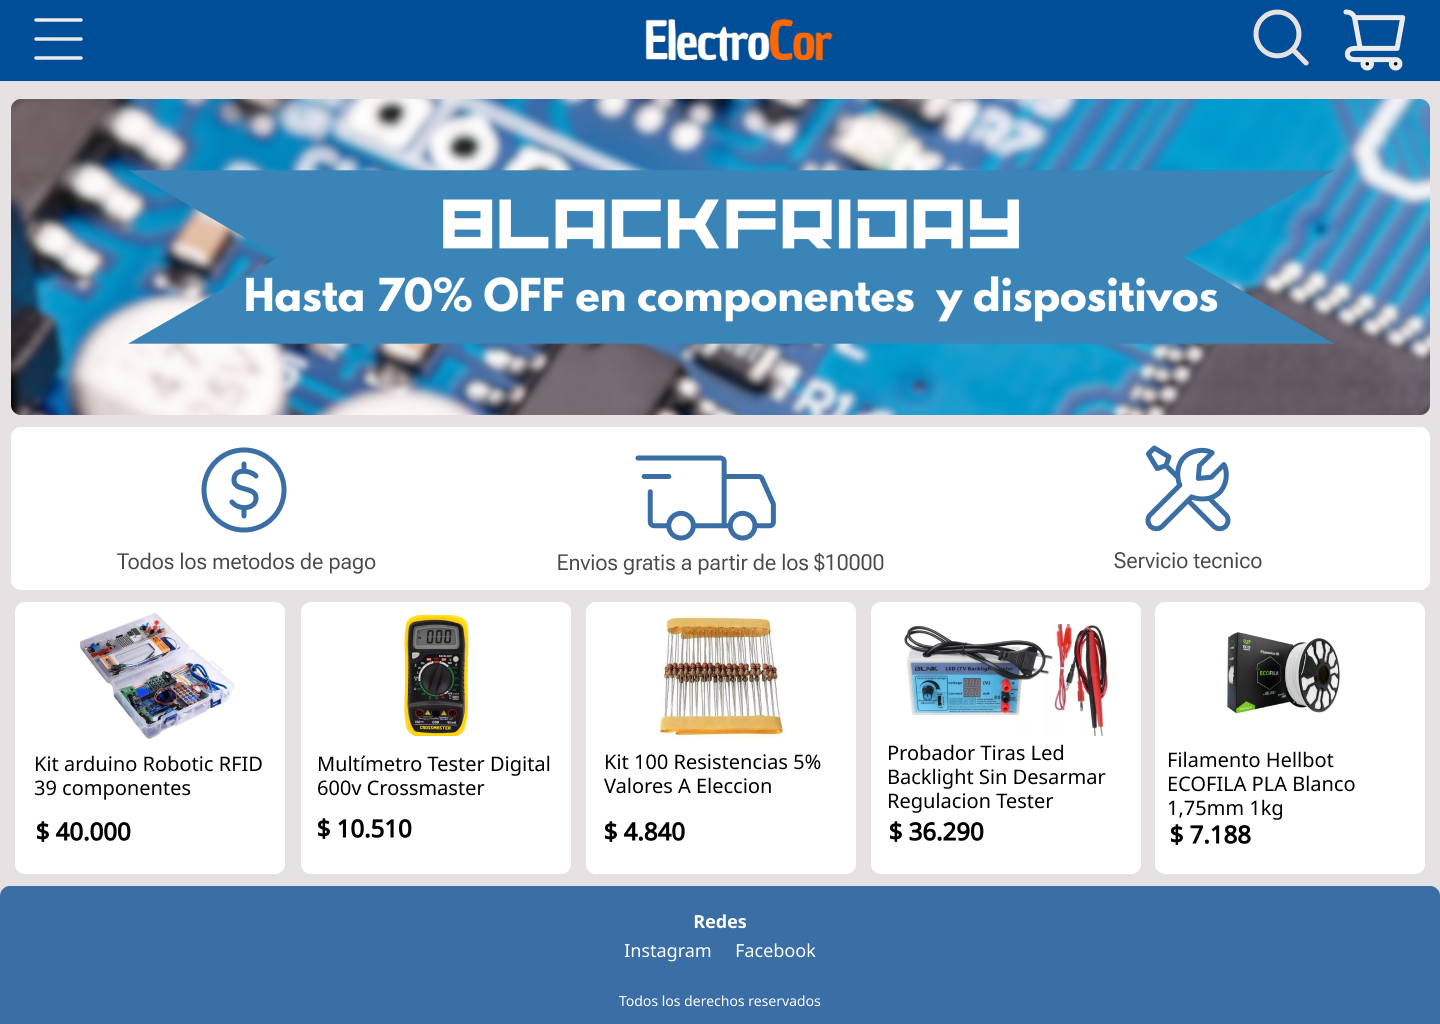 ElectroCor
BLACKFRIDAY
Hasta 70% OFF en componentes y dispositivos
Todos los metodos de pago
Envios gratis a partir de los $10000
Servicio tecnico
Kit arduino Robotic RFID
39 componentes
$ 40.000
000
CROSSMASTER
Multímetro Tester Digital
600v Crossmaster
$ 10.510
Kit 100 Resistencias 5%
Valores A Eleccion
$ 4.840
Probador Tiras Led
Backlight Sin Desarmar
Regulacion Tester
$ 36.290
ECOFILA
Filamento Hellbot
ECOFILA PLA Blanco
1,75mm 1kg
$ 7.188
Redes
Instagram Facebook
Todos los derechos reservados